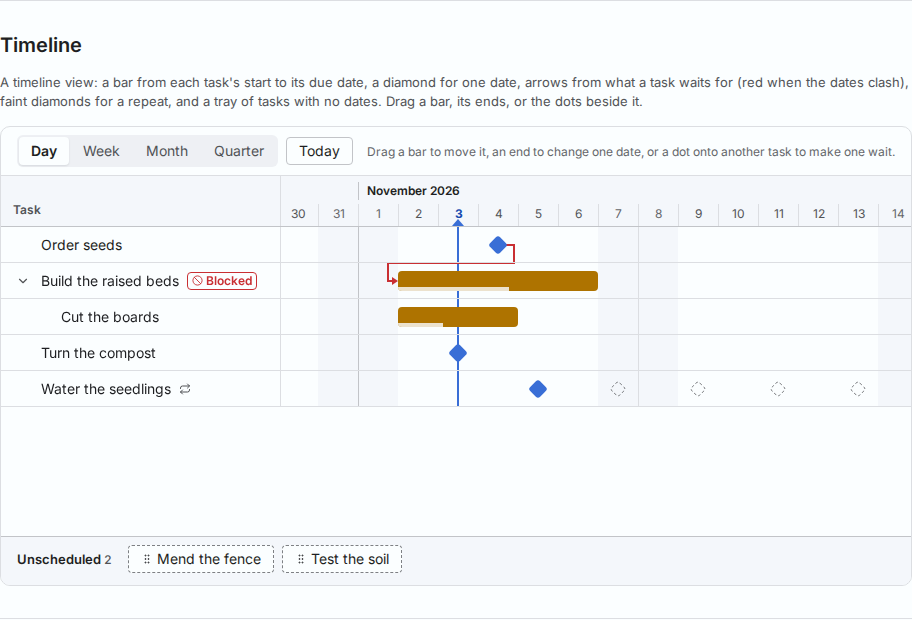 Timeline
A timeline view: a bar from each task's start to its due date, a diamond for one date, arrows from what a task waits for (red when the dates clash),
faint diamonds for a repeat, and a tray of tasks with no dates. Drag a bar, its ends, or the dots beside it.
Day Week Month Quarter Today Drag a bar to move it, an end to change one date, or a dot onto another task to make one wait.
November 2026
Task 30 31 1 2 3 4 5 6 7 8 9 10 11 12 13 14
Order seeds
Build the raised beds Blocked
Cut the boards
Turn the compost
Water the seedlings
Unscheduled 2 Mend the fence Test the soil